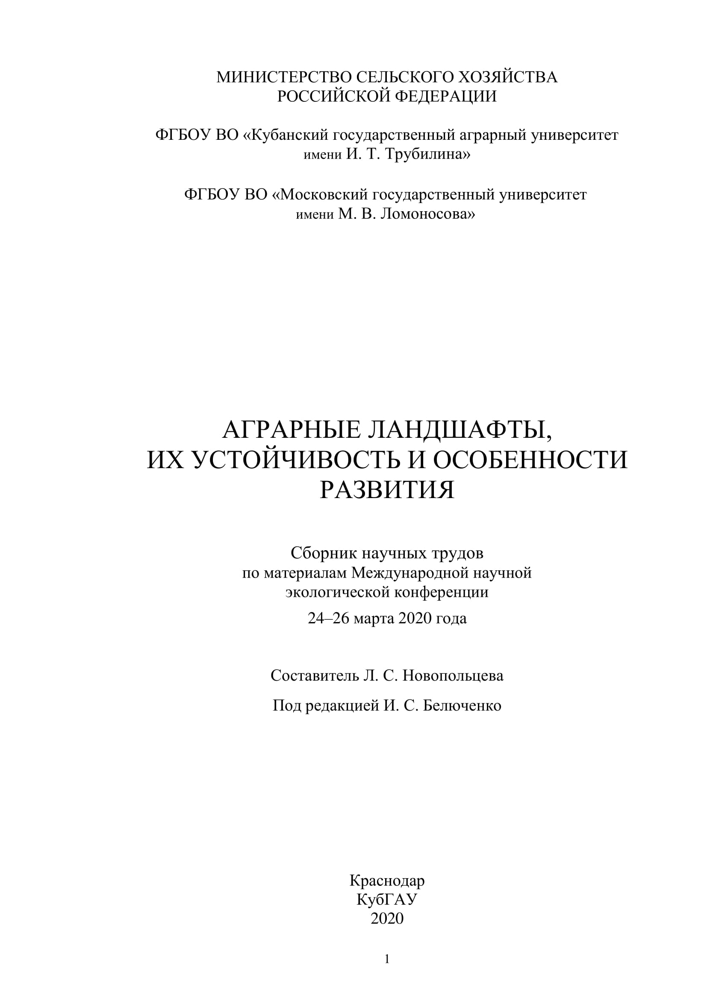 МИНИСТЕРСТВО СЕЛЬСКОГО ХОЗЯЙСТВА
РОССИЙСКОЙ ФЕДЕРАЦИИ
ФГБОУ ВО «Кубанский государственный аграрный университет
имени И. Т. Трубилина»
ФГБОУ ВО «Московский государственный университет
имени М. В. Ломоносова»
АГРАРНЫЕ ЛАНДШАФТЫ,
ИХ УСТОЙЧИВОСТЬ И ОСОБЕННОСТИ
РАЗВИТИЯ
Сборник научных трудов
по материалам Международной научной
экологической конференции
24–26 марта 2020 года
Составитель Л. С. Новопольцева
Под редакцией И. С. Белюченко
Краснодар
КубГАУ
2020
1